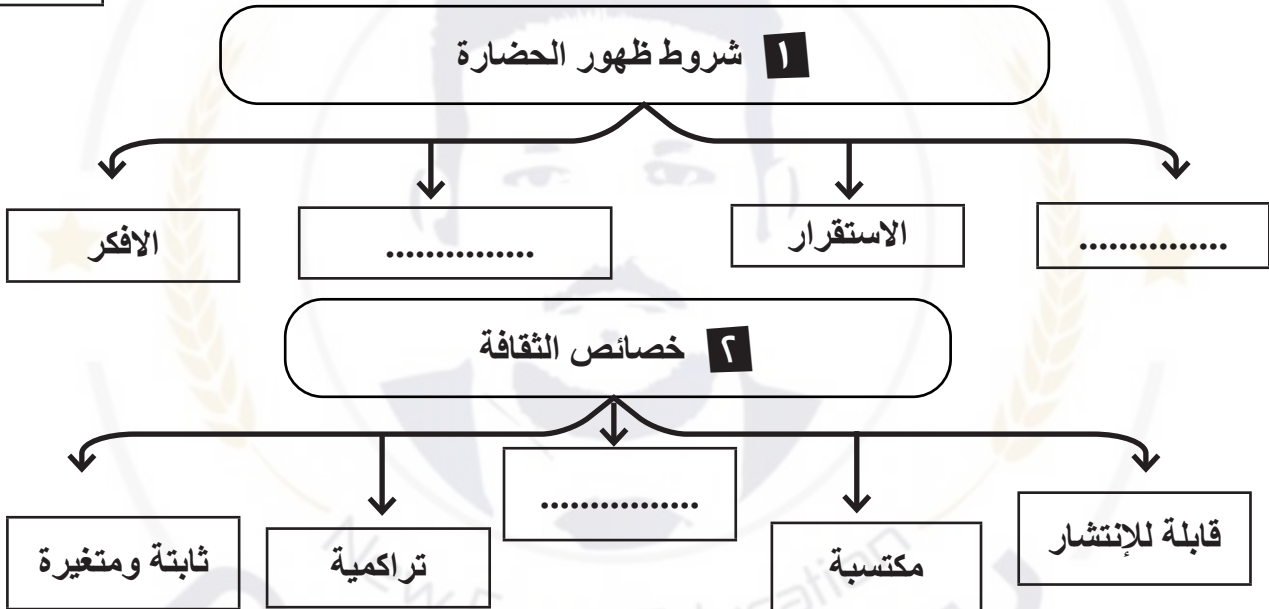 ١ شروط ظهور الحضارة
...............
الاستقرار
...............
الافكر
٢ خصائص الثقافة
قابلة للإنتشار
مكتسبة
................
تراكمية
ثابتة ومتغيرة